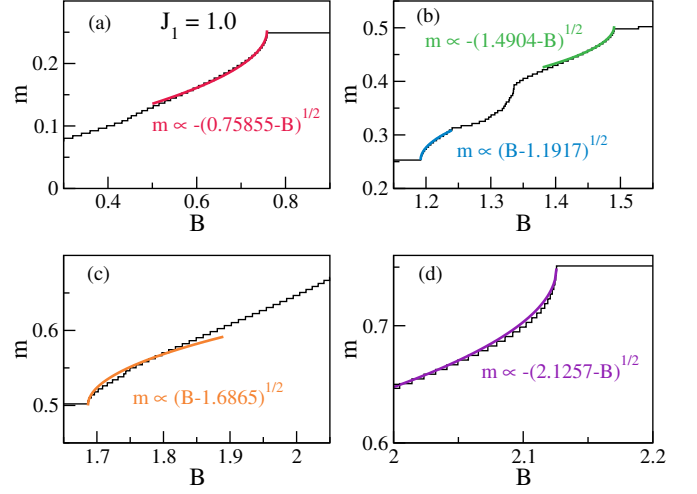 (a)
J₁ = 1.0
m ∝ -(0.75855-B)^1/2
0
0.1
0.2
m
0.4
0.6
0.8
B
(b)
m ∝ -(1.4904-B)^1/2
m ∝ (B-1.1917)^1/2
0.2
0.3
0.4
0.5
m
1.2
1.3
1.4
1.5
B
(c)
m ∝ (B-1.6865)^1/2
0.5
0.6
m
1.7
1.8
1.9
2
B
(d)
m ∝ -(2.1257-B)^1/2
0.6
0.7
m
2
2.1
2.2
B